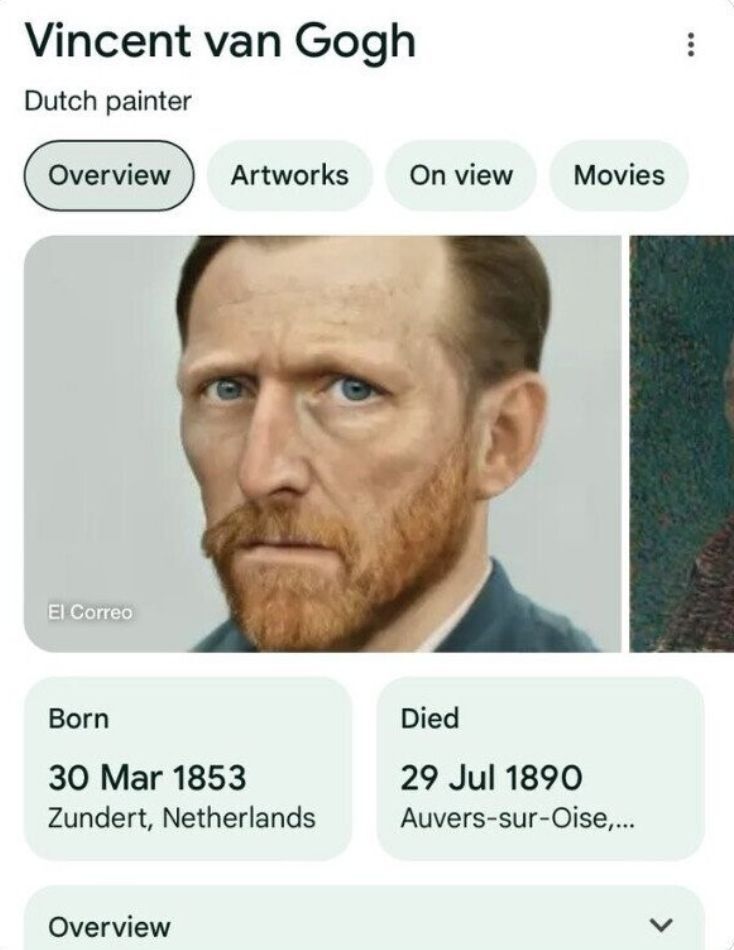 Vincent van Gogh
Dutch painter
Overview
Artworks
On view
Movies
El Correo
Born
30 Mar 1853
Zundert, Netherlands
Died
29 Jul 1890
Auvers-sur-Oise,...
Overview